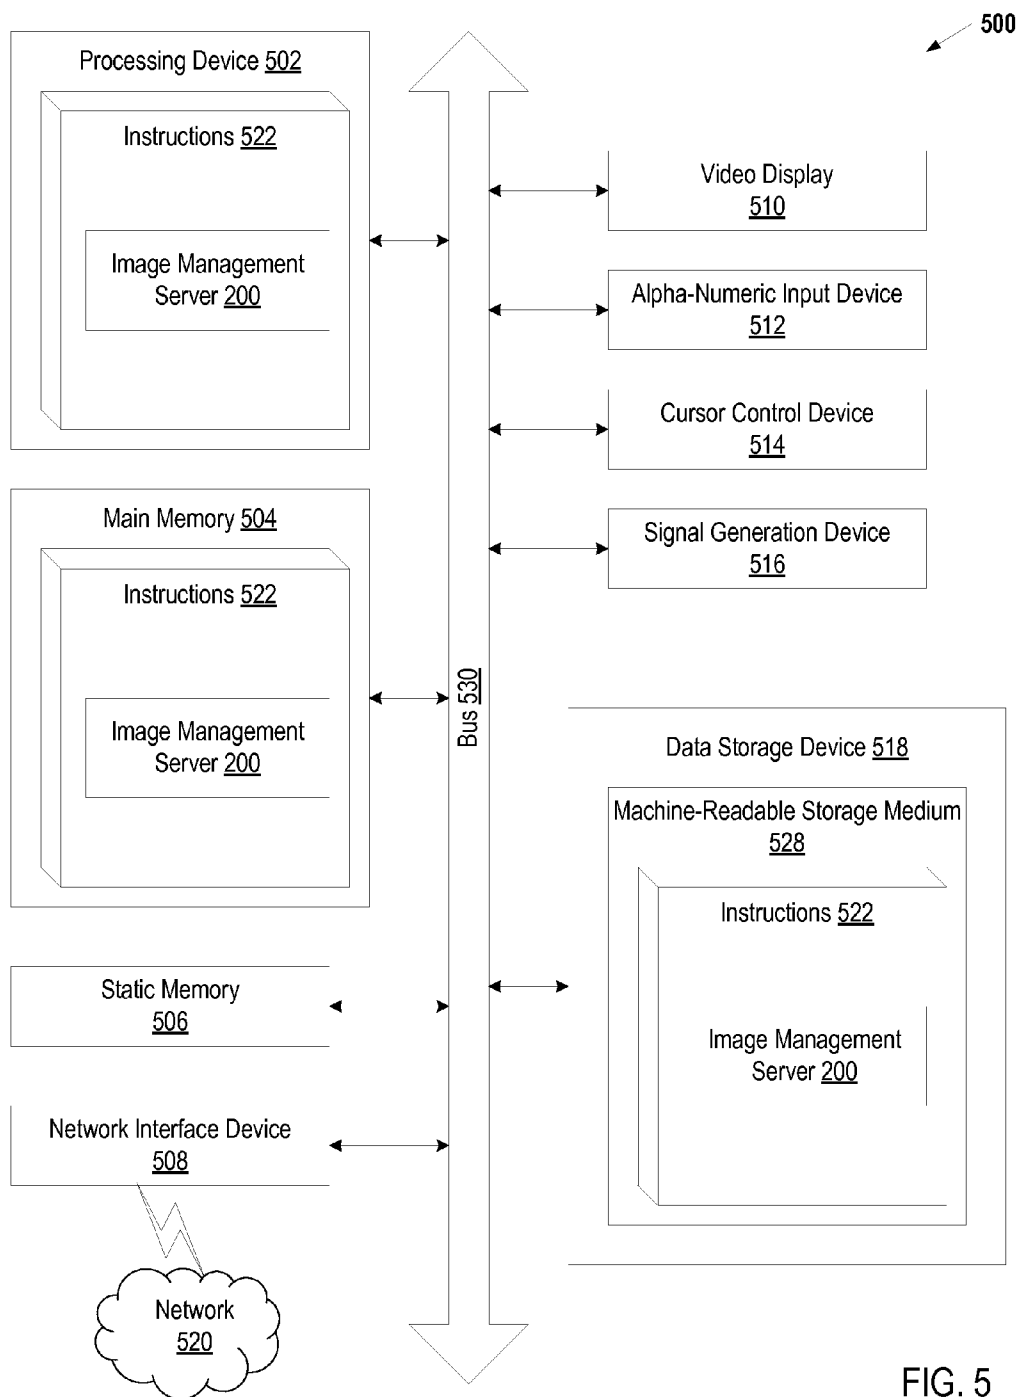 500
Processing Device 502
Instructions 522
Image Management
Server 200
Main Memory 504
Instructions 522
Image Management
Server 200
Static Memory
506
Network Interface Device
508
Network
520
Bus 530
Video Display
510
Alpha-Numeric Input Device
512
Cursor Control Device
514
Signal Generation Device
516
Data Storage Device 518
Machine-Readable Storage Medium
528
Instructions 522
Image Management
Server 200
FIG. 5